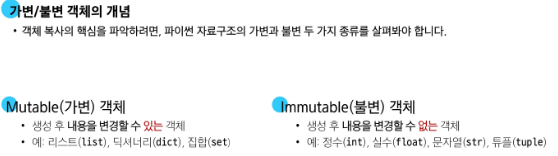 가변/불변 객체의 개념
• 객체 복사의 핵심을 파악하려면, 파이썬 자료구조의 가변과 불변 두 가지 종류를 살펴봐야 합니다.
Mutable(가변) 객체
• 생성 후 내용을 변경할 수 있는 객체
• 예: 리스트(list), 딕셔너리(dict), 집합(set)
Immutable(불변) 객체
• 생성 후 내용을 변경할 수 없는 객체
• 예: 정수(int), 실수(float), 문자열(str), 튜플(tuple)